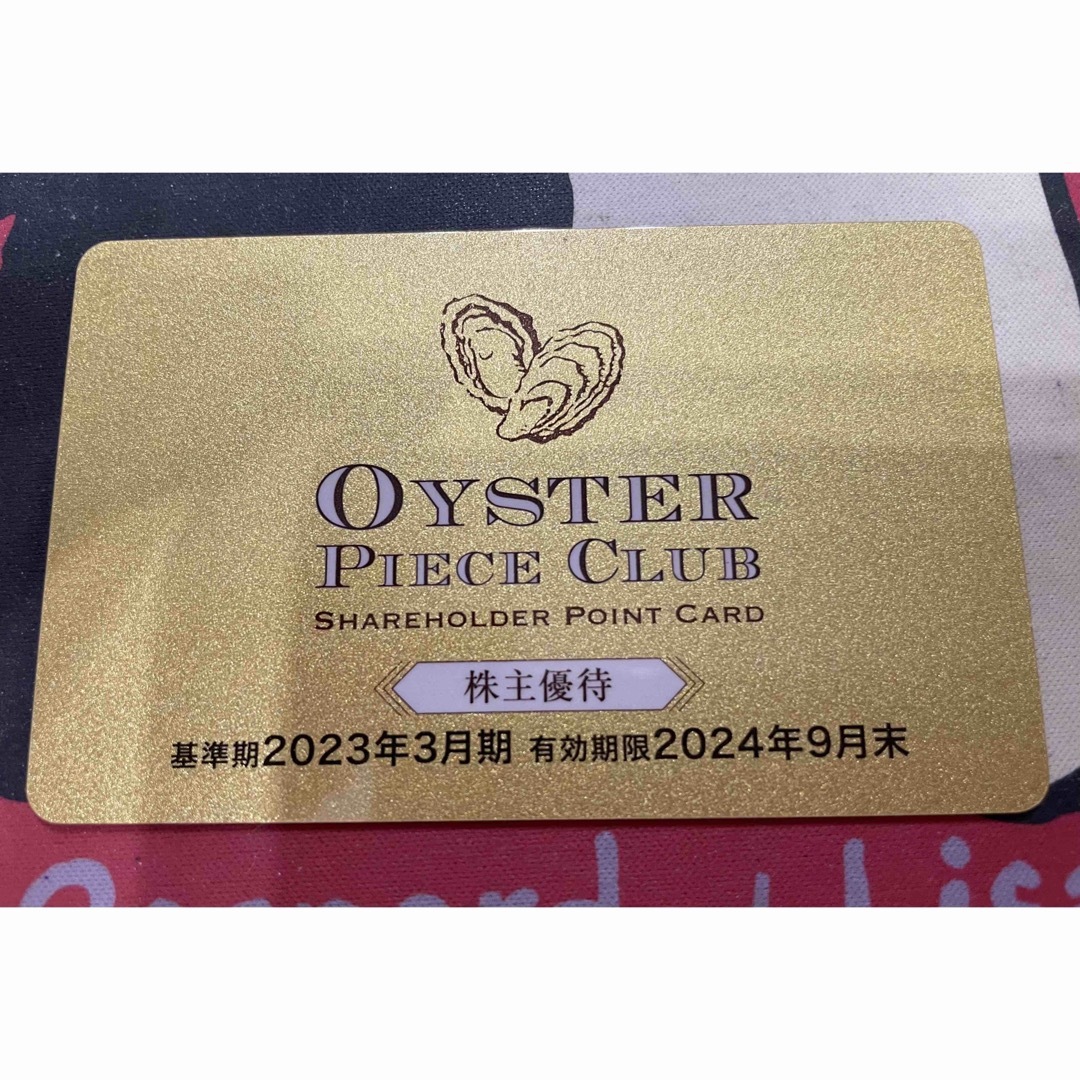 OYSTER
PIECE CLUB
SHAREHOLDER POINT CARD
株主優待
基準期2023年3月期 有効期限2024年9月末